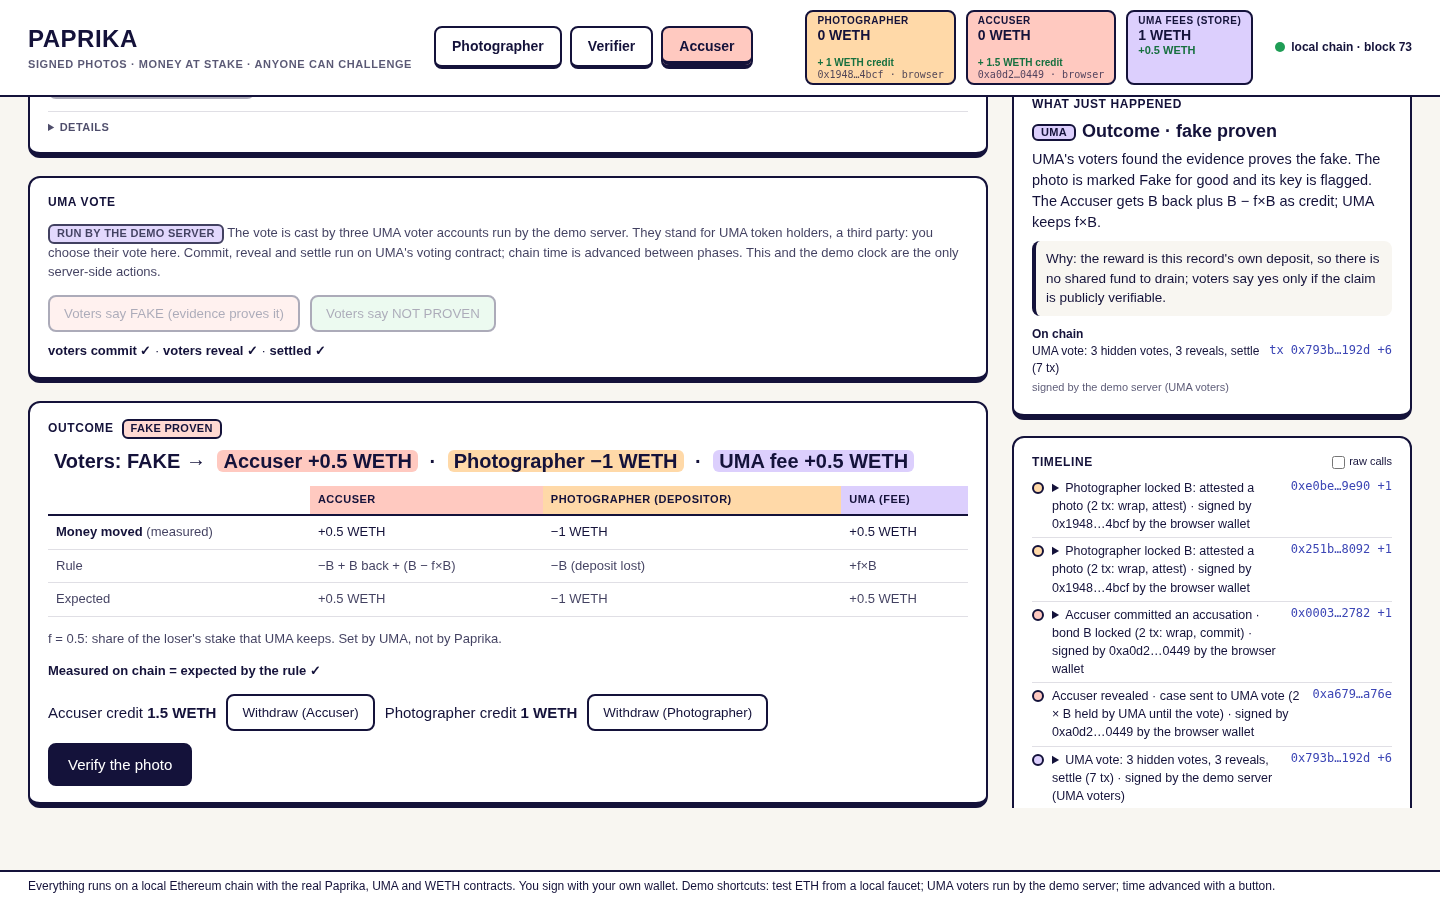 PAPRIKA
SIGNED PHOTOS · MONEY AT STAKE · ANYONE CAN CHALLENGE
Photographer
Verifier
Accuser
PHOTOGRAPHER
0 WETH
+ 1 WETH credit
0x1948…4bcf · browser
ACCUSER
0 WETH
+ 1.5 WETH credit
0xa0d2…0449 · browser
UMA FEES (STORE)
1 WETH
+0.5 WETH
local chain · block 73
DETAILS
UMA VOTE
RUN BY THE DEMO SERVER The vote is cast by three UMA voter accounts run by the demo server. They stand for UMA token holders, a third party: you
choose their vote here. Commit, reveal and settle run on UMA's voting contract; chain time is advanced between phases. This and the demo clock are the only
server-side actions.
Voters say FAKE (evidence proves it)
Voters say NOT PROVEN
voters commit ✓ · voters reveal ✓ · settled ✓
OUTCOME FAKE PROVEN
Voters: FAKE → Accuser +0.5 WETH · Photographer −1 WETH · UMA fee +0.5 WETH
ACCUSER PHOTOGRAPHER (DEPOSITOR) UMA (FEE)
Money moved (measured) +0.5 WETH −1 WETH +0.5 WETH
Rule −B + B back + (B − f×B) −B (deposit lost) +f×B
Expected +0.5 WETH −1 WETH +0.5 WETH
f = 0.5: share of the loser's stake that UMA keeps. Set by UMA, not by Paprika.
Measured on chain = expected by the rule ✓
Accuser credit 1.5 WETH Withdraw (Accuser) Photographer credit 1 WETH Withdraw (Photographer)
Verify the photo
WHAT JUST HAPPENED
UMA Outcome · fake proven
UMA's voters found the evidence proves the fake. The
photo is marked Fake for good and its key is flagged.
The Accuser gets B back plus B − f×B as credit; UMA
keeps f×B.
Why: the reward is this record's own deposit, so there is
no shared fund to drain; voters say yes only if the claim
is publicly verifiable.
On chain
UMA vote: 3 hidden votes, 3 reveals, settle tx 0x793b…192d +6
(7 tx)
signed by the demo server (UMA voters)
TIMELINE raw calls
Photographer locked B: attested a 0xe0be…9e90 +1
photo (2 tx: wrap, attest) · signed by
0x1948…4bcf by the browser wallet
Photographer locked B: attested a 0x251b…8092 +1
photo (2 tx: wrap, attest) · signed by
0x1948…4bcf by the browser wallet
Accuser committed an accusation · 0x0003…2782 +1
bond B locked (2 tx: wrap, commit) ·
signed by 0xa0d2…0449 by the browser
wallet
Accuser revealed · case sent to UMA vote (2 0xa679…a76e
× B held by UMA until the vote) · signed by
0xa0d2…0449 by the browser wallet
UMA vote: 3 hidden votes, 3 reveals, 0x793b…192d +6
settle (7 tx) · signed by the demo server
(UMA voters)
Everything runs on a local Ethereum chain with the real Paprika, UMA and WETH contracts. You sign with your own wallet. Demo shortcuts: test ETH from a local faucet; UMA voters run by the demo server; time advanced with a button.